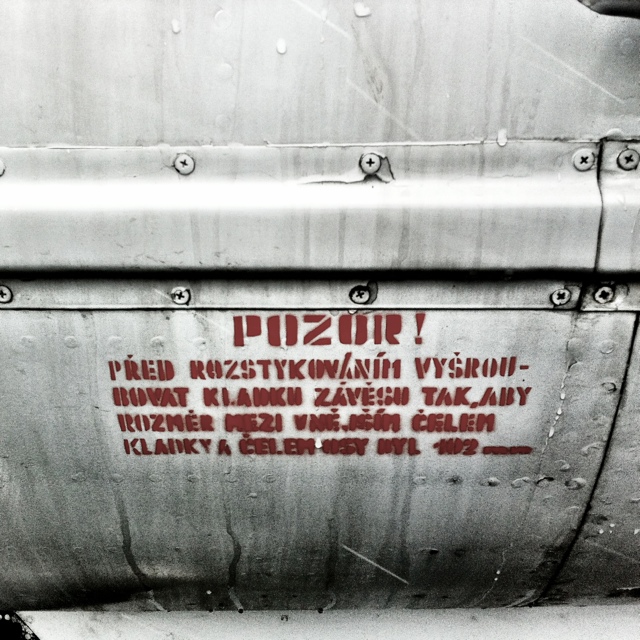 POZOR!
PŘED ROZSTYKOVÁNÍM VYŠROU-
BOVAT KLADKU ZÁVĚSU TAK, ABY
ROZMĚR MEZI VNĚJŠÍM ČELEM
KLADKY A ČELEM OSY BYL 102